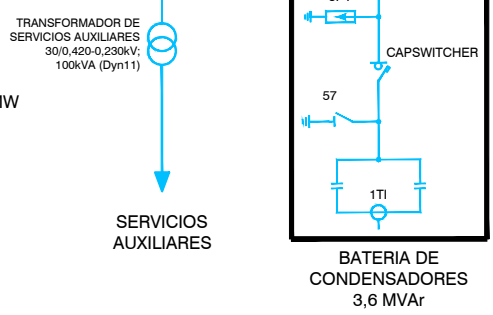 TRANSFORMADOR DE
SERVICIOS AUXILIARES
30/0,420-0,230kV;
100kVA (Dyn11)
CAPSWITCHER
57
1TI
SERVICIOS
AUXILIARES
BATERIA DE
CONDENSADORES
3,6 MVAr